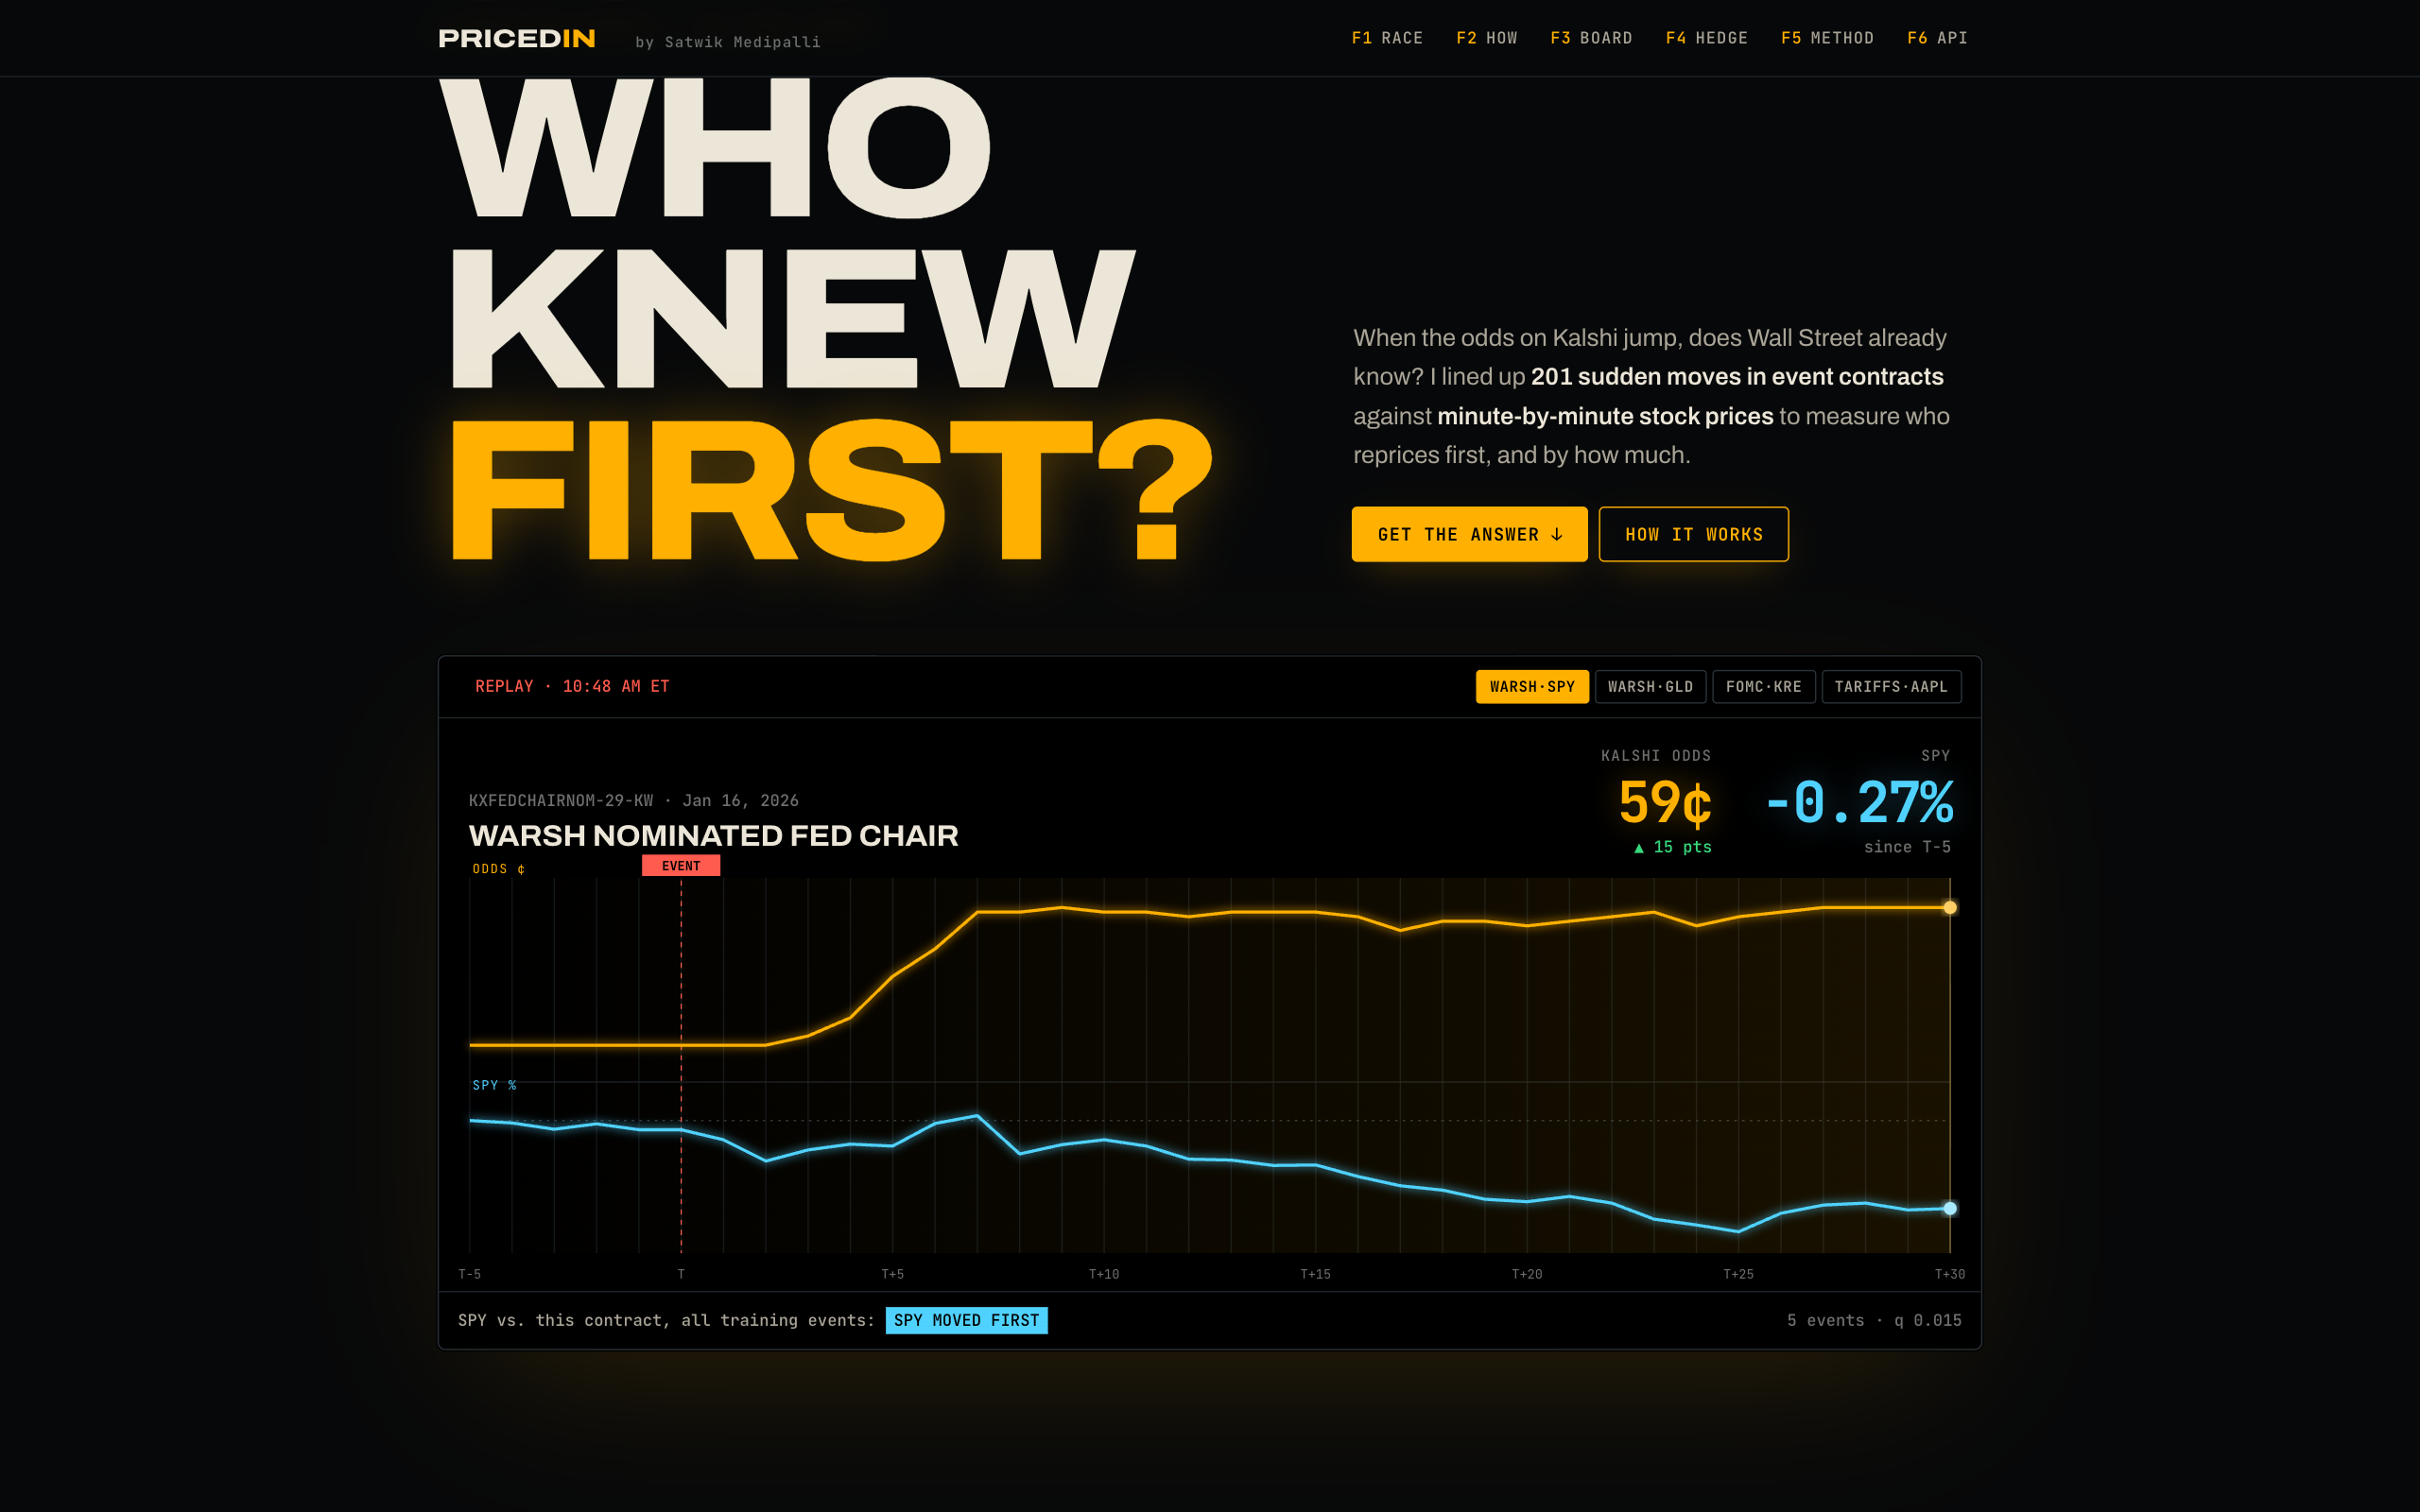 PRICEDIN by Satwik Medipalli F1 RACE F2 HOW F3 BOARD F4 HEDGE F5 METHOD F6 API
WHO
KNEW
FIRST?
When the odds on Kalshi jump, does Wall Street already
know? I lined up 201 sudden moves in event contracts
against minute-by-minute stock prices to measure who
reprices first, and by how much.
GET THE ANSWER ↓ HOW IT WORKS
REPLAY · 10:48 AM ET WARSH·SPY WARSH·GLD FOMC·KRE TARIFFS·AAPL
KALSHI ODDS SPY
59¢ -0.27%
▲ 15 pts since T-5
KXFEDCHAIRNOM-29-KW · Jan 16, 2026
WARSH NOMINATED FED CHAIR
ODDS ¢ EVENT
SPY %
T-5 T T+5 T+10 T+15 T+20 T+25 T+30
SPY vs. this contract, all training events: SPY MOVED FIRST 5 events · q 0.015